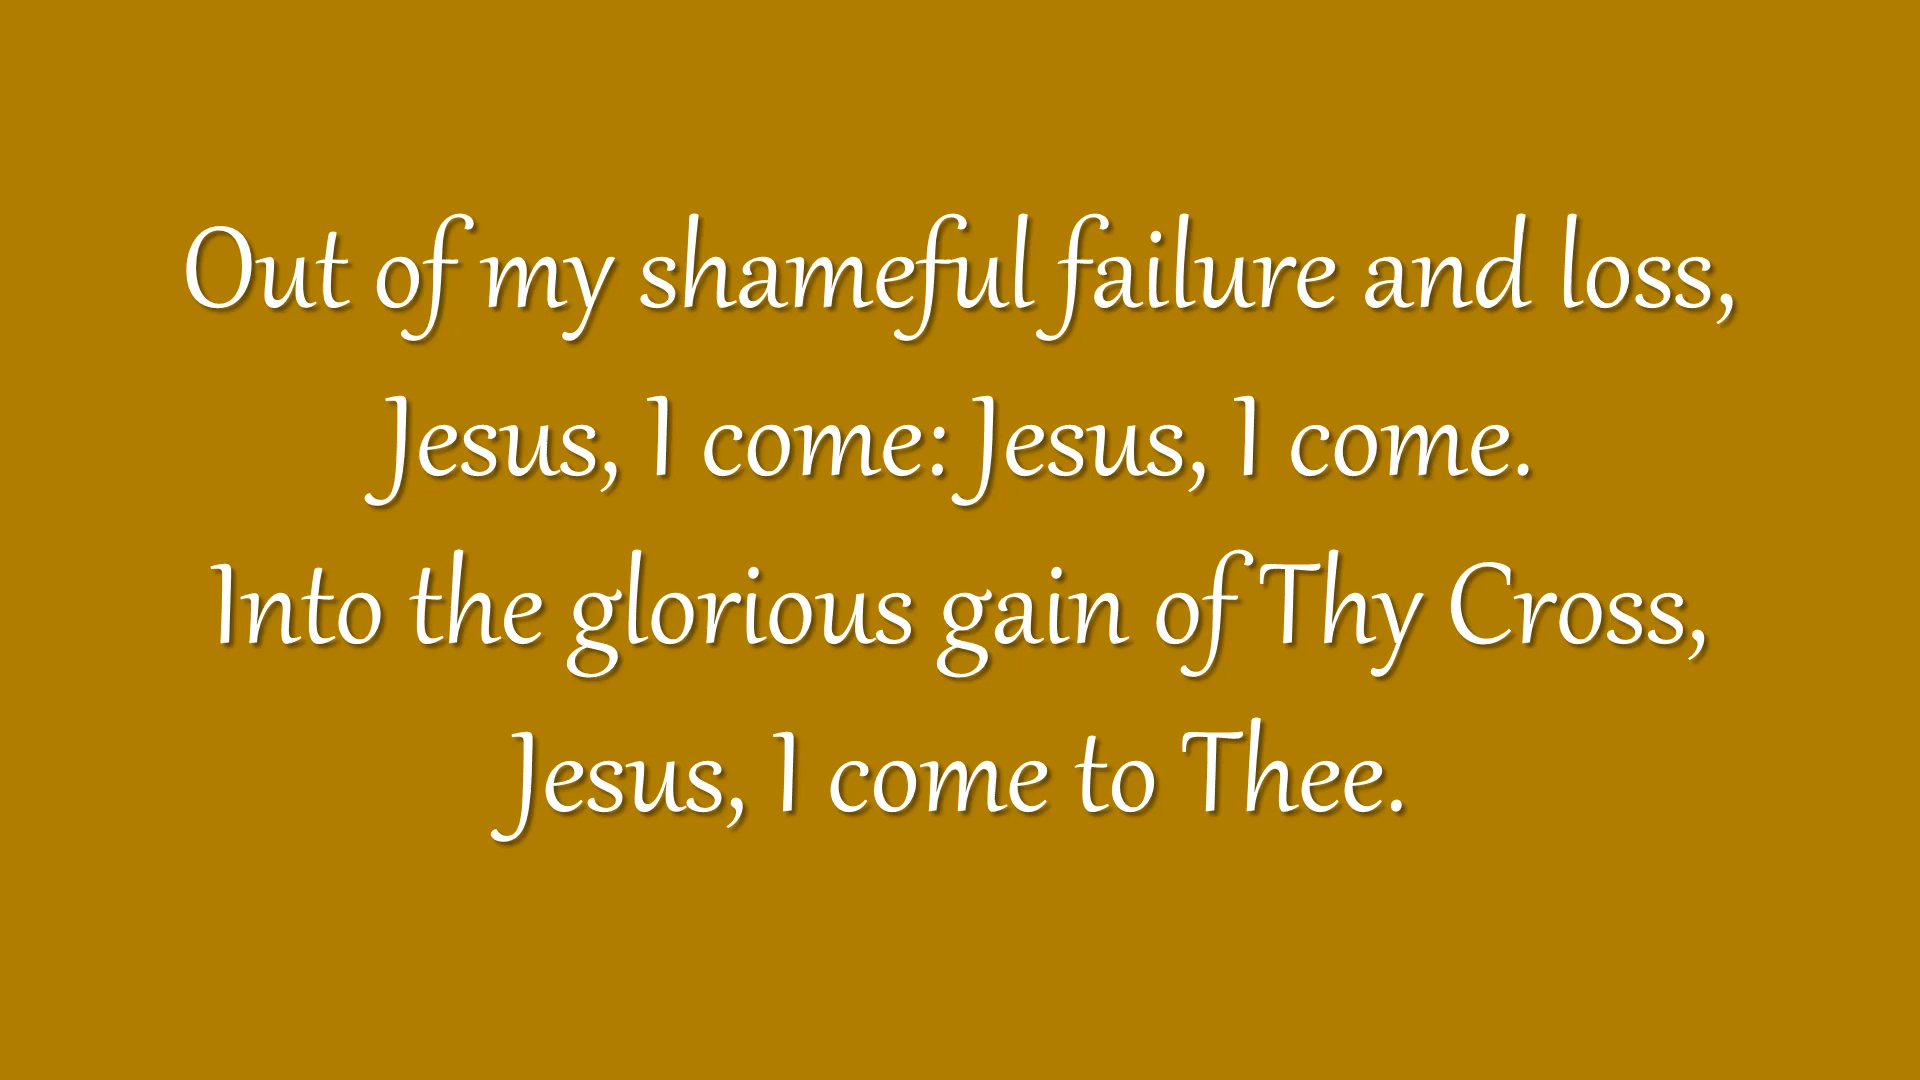 Out of my shameful failure and loss,
Jesus, I come: Jesus, I come.
Into the glorious gain of Thy Cross,
Jesus, I come to Thee.